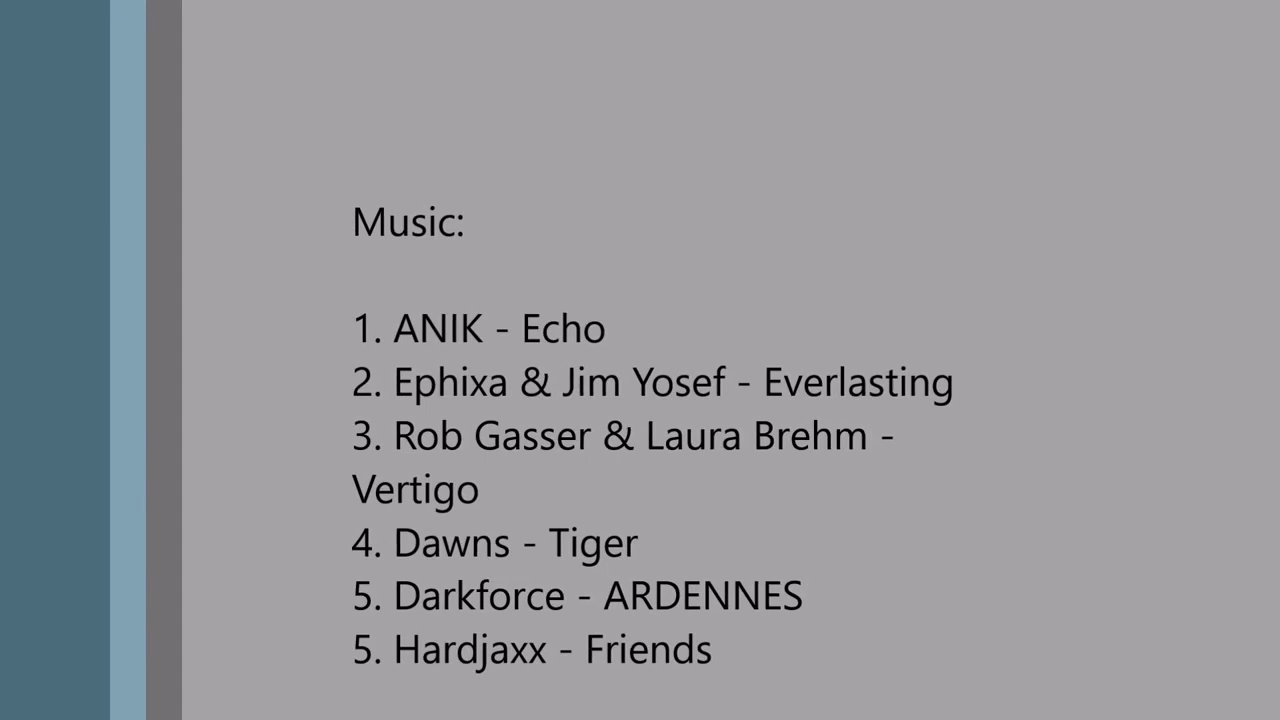 Music:
1. ANIK - Echo
2. Ephixa & Jim Yosef - Everlasting
3. Rob Gasser & Laura Brehm -
Vertigo
4. Dawns - Tiger
5. Darkforce - ARDENNES
5. Hardjaxx - Friends